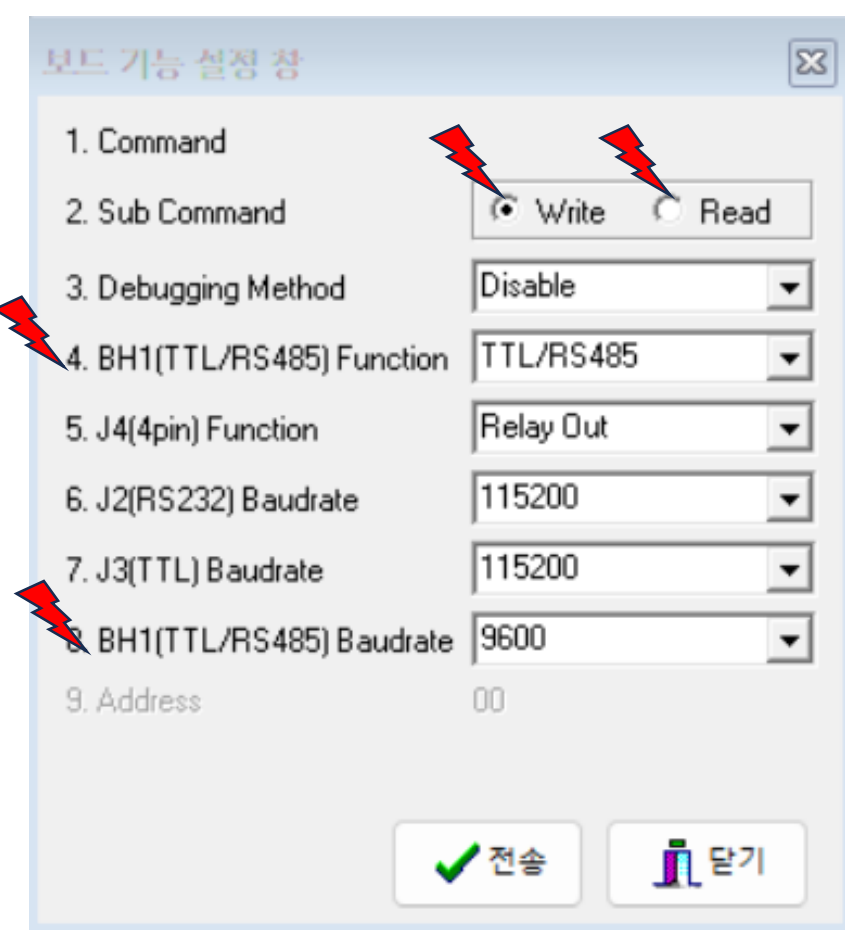 보드 기능 설정 창
1. Command
2. Sub Command Write Read
3. Debugging Method Disable
4. BH1(TTL/RS485) Function TTL/RS485
5. J4(4pin) Function Relay Out
6. J2(RS232) Baudrate 115200
7. J3(TTL) Baudrate 115200
8. BH1(TTL/RS485) Baudrate 9600
9. Address 00
전송 닫기